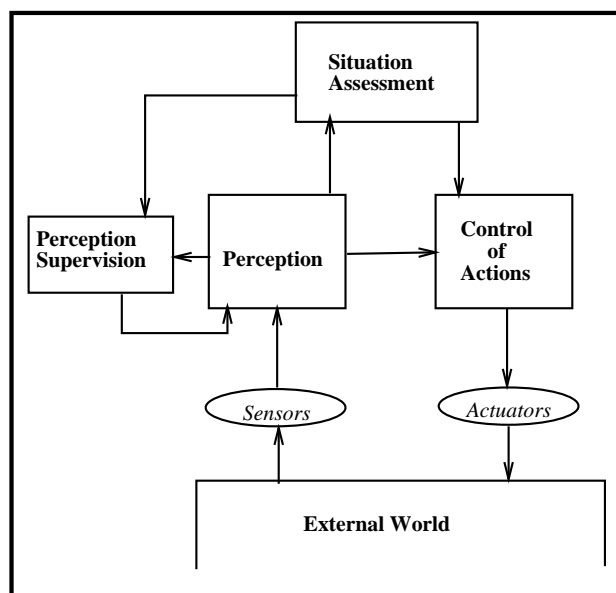 Situation
Assessment
Perception
Supervision
Perception
Control
of
Actions
Sensors
Actuators
External World